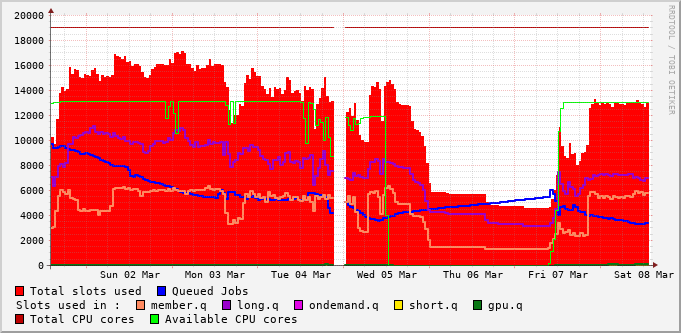 20000
18000
16000
14000
12000
10000
8000
6000
4000
2000
0
Sun 02 Mar Mon 03 Mar Tue 04 Mar Wed 05 Mar Thu 06 Mar Fri 07 Mar Sat 08 Mar
Total slots used Queued Jobs
Slots used in : member.q long.q ondemand.q short.q gpu.q
Total CPU cores Available CPU cores
RRDTOOL / TOBI OETIKER